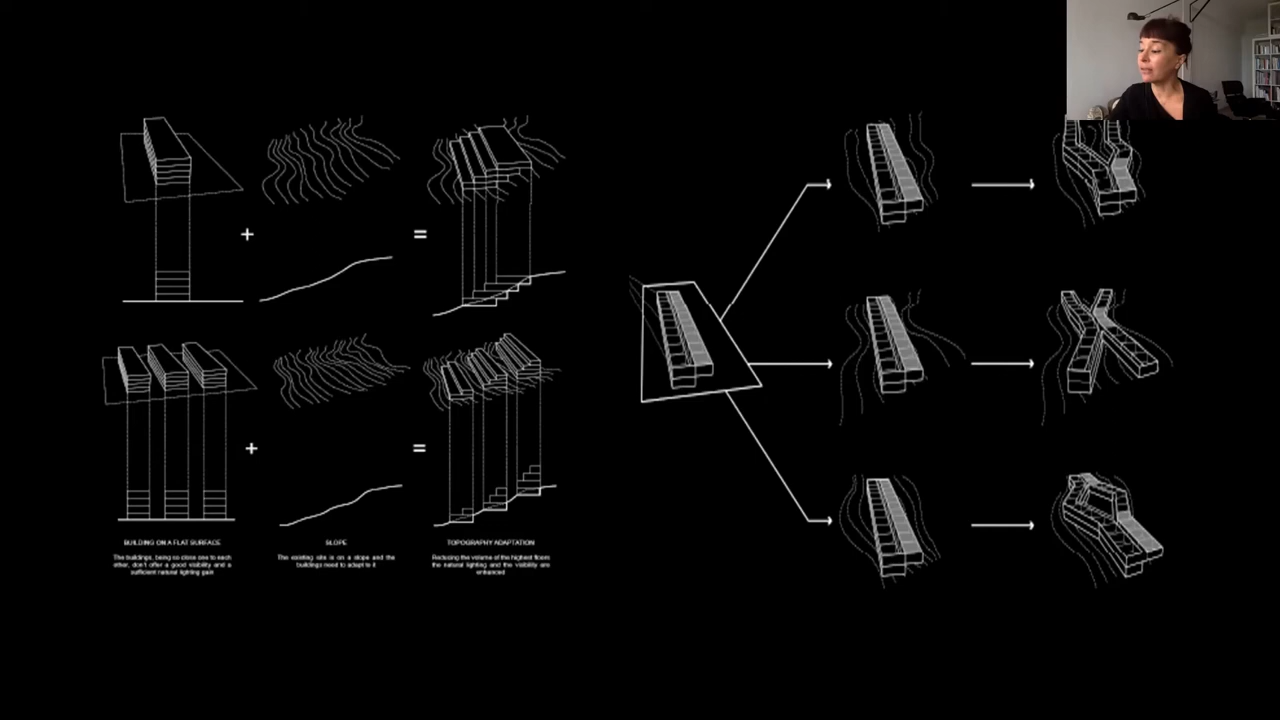 +
=
+
=
BUILDING ON A FLAT SURFACE
The buildings, being so close one to each
other, don't offer a good visibility and a
sufficient natural lighting gain
SLOPE
The existing site is on a slope and the
buildings need to adapt to it
TOPOGRAPHY ADAPTATION
Reducing the volume of the highest floors
the natural lighting and the visibility are
enhanced